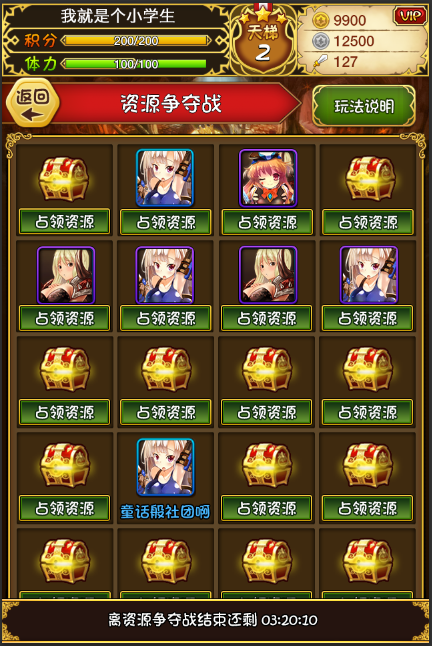 我就是个小学生
积分 200/200
体力 100/100
天梯
2
9900
12500
127
VIP
返回
资源争夺战
玩法说明
占领资源 占领资源 占领资源 占领资源
占领资源 占领资源 占领资源 占领资源
占领资源 占领资源 占领资源 占领资源
占领资源 童话般社团啊 占领资源 占领资源
离资源争夺战结束还剩 03:20:10